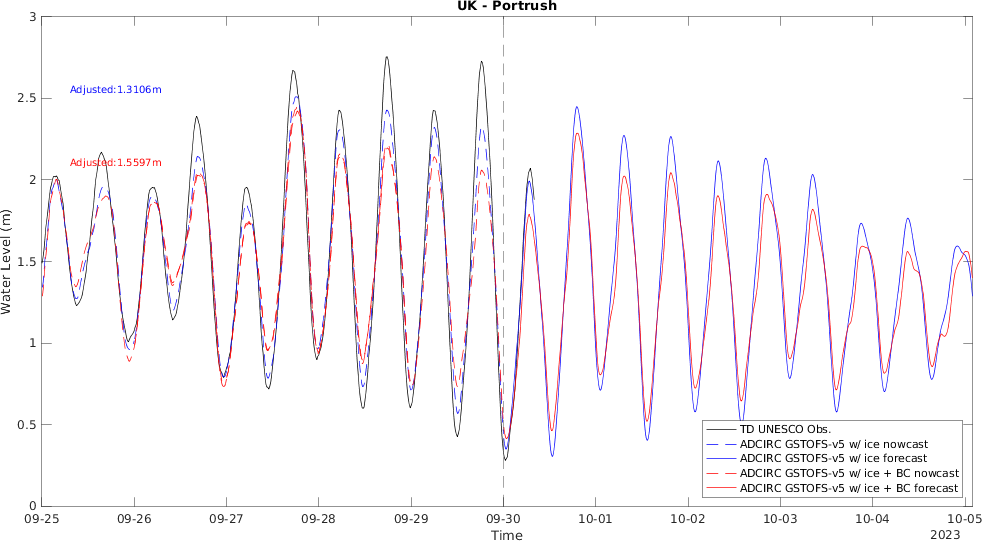 UK - Portrush
3
2.5
2
1.5
1
0.5
0
Water Level (m)
Adjusted:1.3106m
Adjusted:1.5597m
TD UNESCO Obs.
ADCIRC GSTOFS-v5 w/ ice nowcast
ADCIRC GSTOFS-v5 w/ ice forecast
ADCIRC GSTOFS-v5 w/ ice + BC nowcast
ADCIRC GSTOFS-v5 w/ ice + BC forecast
09-25 09-26 09-27 09-28 09-29 09-30 10-01 10-02 10-03 10-04 10-05
Time
2023